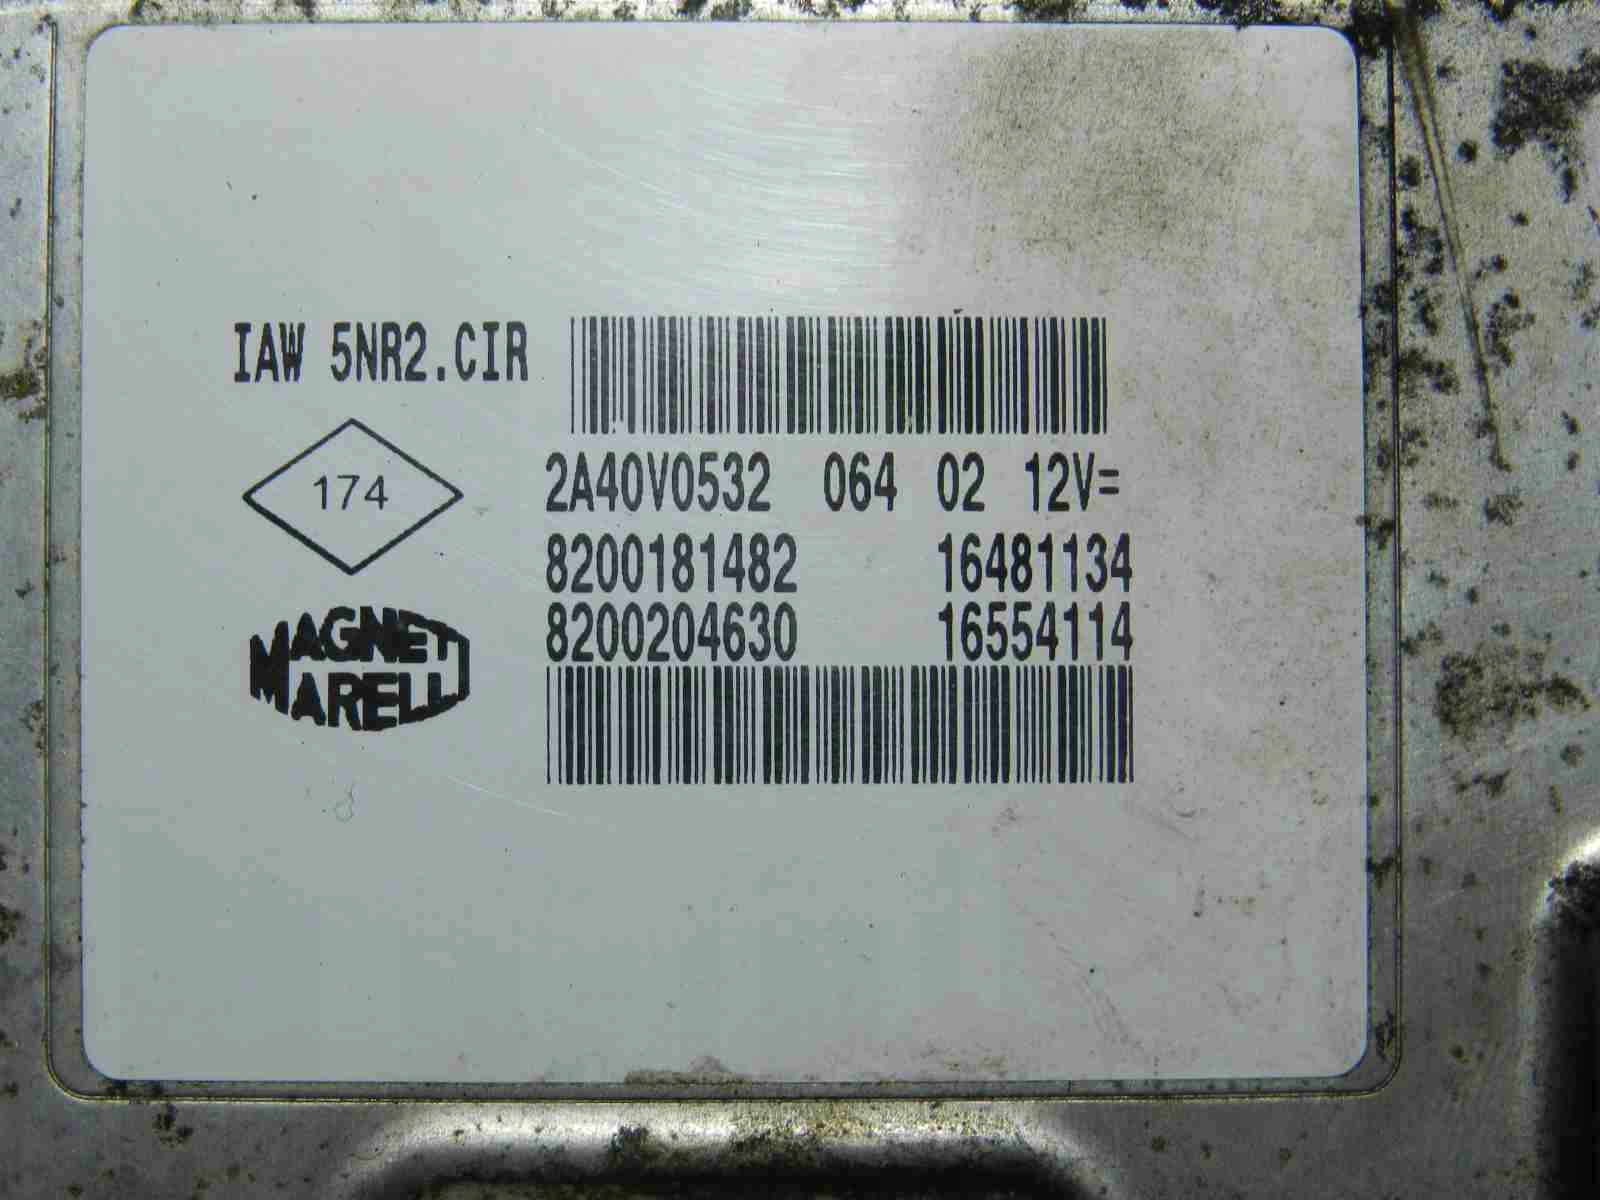 IAW 5NR2.CIR
174
2A40V0532 064 02 12V=
8200181482 16481134
8200204630 16554114
MAGNETI
MARELLI